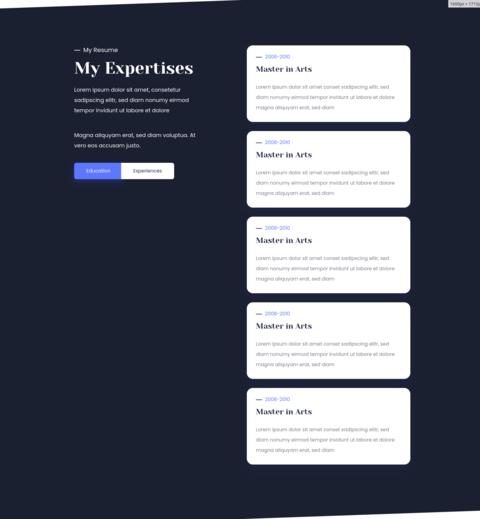 1600px × 1715px
My Resume
My Expertises
Lorem ipsum dolor sit amet, consetetur
sadipscing elitr, sed diam nonumy eirmod
tempor invidunt ut labore et dolore
Magna aliquyam erat, sed diam voluptua. At
vero eos accusam justo.
Education
Experiences
2006-2010
Master in Arts
Lorem ipsum dolor sit amet conset sadipscing elitr, sed
diam nonumy eirmod tempor invidunt ut labore et dolore
magna aliquyam erat, sed diam
2006-2010
Master in Arts
Lorem ipsum dolor sit amet conset sadipscing elitr, sed
diam nonumy eirmod tempor invidunt ut labore et dolore
magna aliquyam erat, sed diam
2006-2010
Master in Arts
Lorem ipsum dolor sit amet conset sadipscing elitr, sed
diam nonumy eirmod tempor invidunt ut labore et dolore
magna aliquyam erat, sed diam
2006-2010
Master in Arts
Lorem ipsum dolor sit amet conset sadipscing elitr, sed
diam nonumy eirmod tempor invidunt ut labore et dolore
magna aliquyam erat, sed diam
2006-2010
Master in Arts
Lorem ipsum dolor sit amet conset sadipscing elitr, sed
diam nonumy eirmod tempor invidunt ut labore et dolore
magna aliquyam erat, sed diam